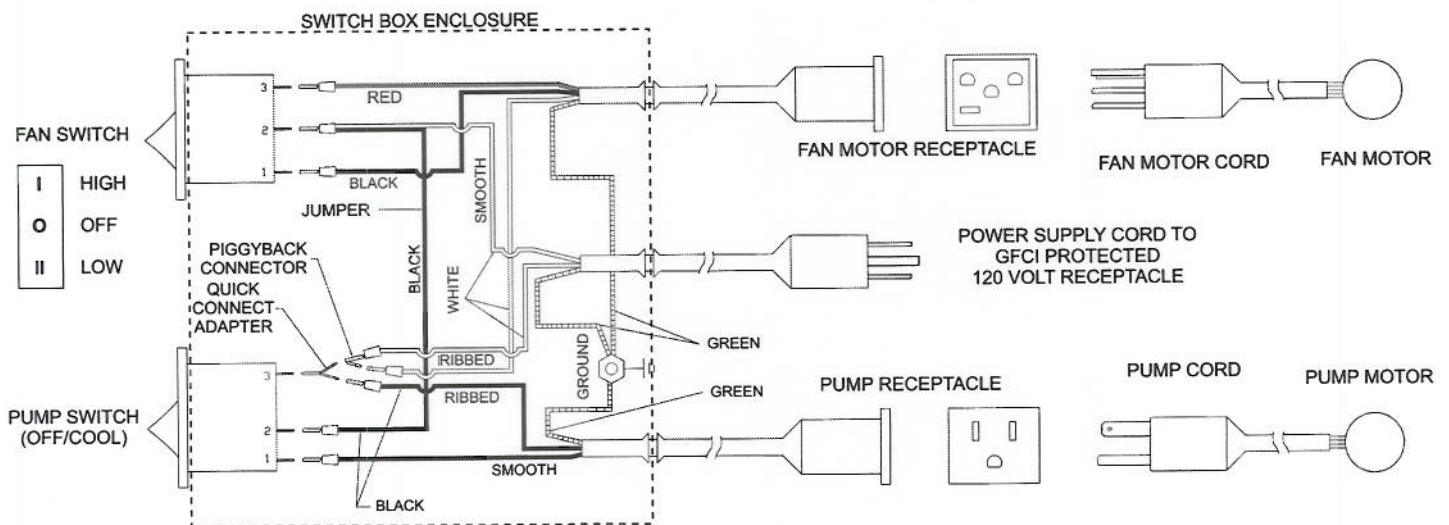 SWITCH BOX ENCLOSURE
FAN SWITCH
I HIGH
O OFF
II LOW
3
2
1
RED
BLACK
JUMPER
SMOOTH
BLACK
WHITE
PIGGYBACK
CONNECTOR
QUICK
CONNECT
ADAPTER
RIBBED
RIBBED
GROUND
GREEN
GREEN
PUMP SWITCH
(OFF/COOL)
3
2
1
SMOOTH
BLACK
FAN MOTOR RECEPTACLE
FAN MOTOR CORD
FAN MOTOR
POWER SUPPLY CORD TO
GFCI PROTECTED
120 VOLT RECEPTACLE
PUMP RECEPTACLE
PUMP CORD
PUMP MOTOR